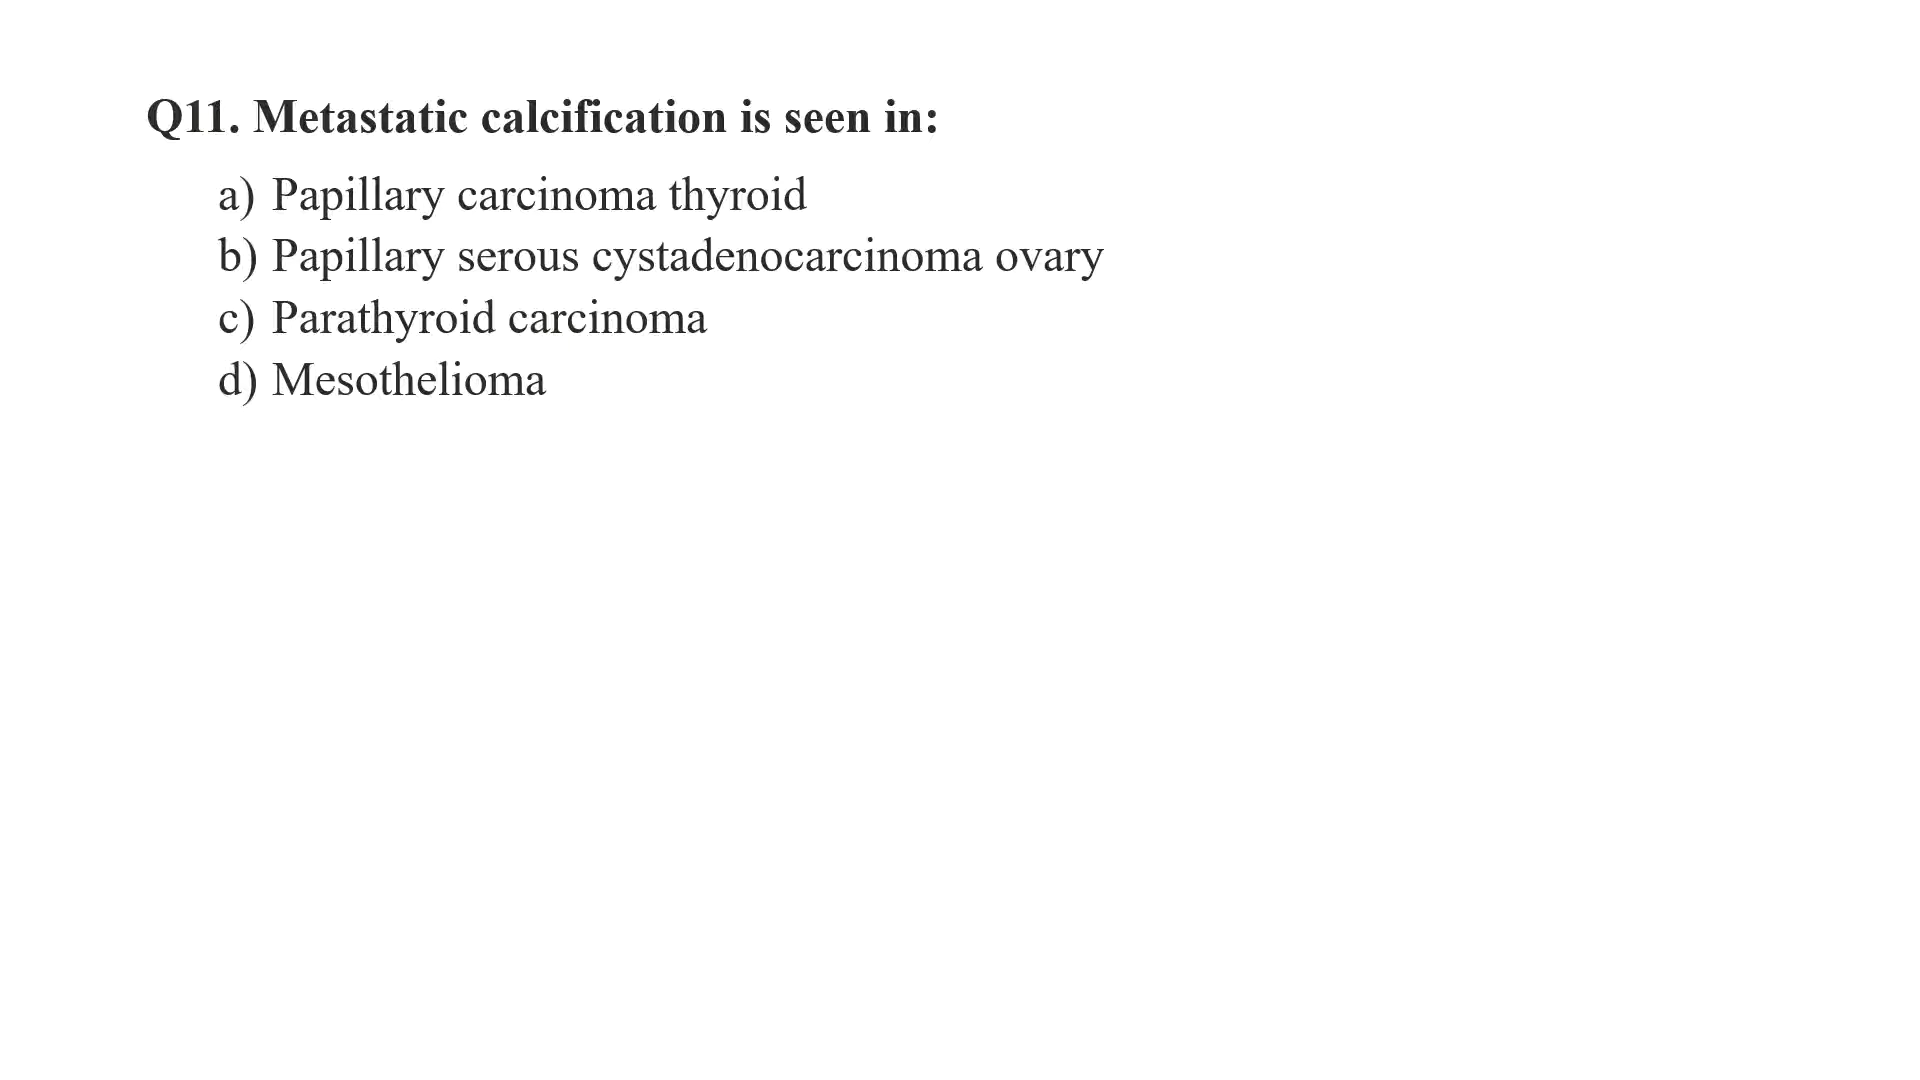 Q11. Metastatic calcification is seen in:
a) Papillary carcinoma thyroid
b) Papillary serous cystadenocarcinoma ovary
c) Parathyroid carcinoma
d) Mesothelioma